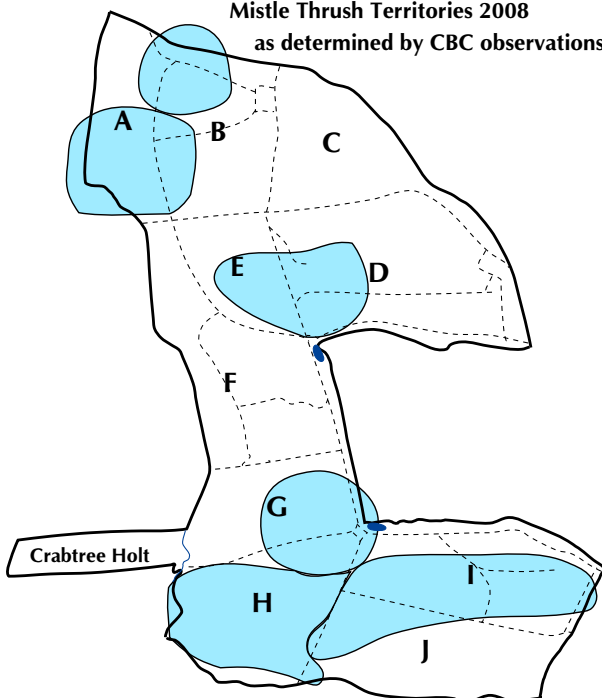 Mistle Thrush Territories 2008
as determined by CBC observations
A
B
C
E
D
F
G
Crabtree Holt
I
H
J